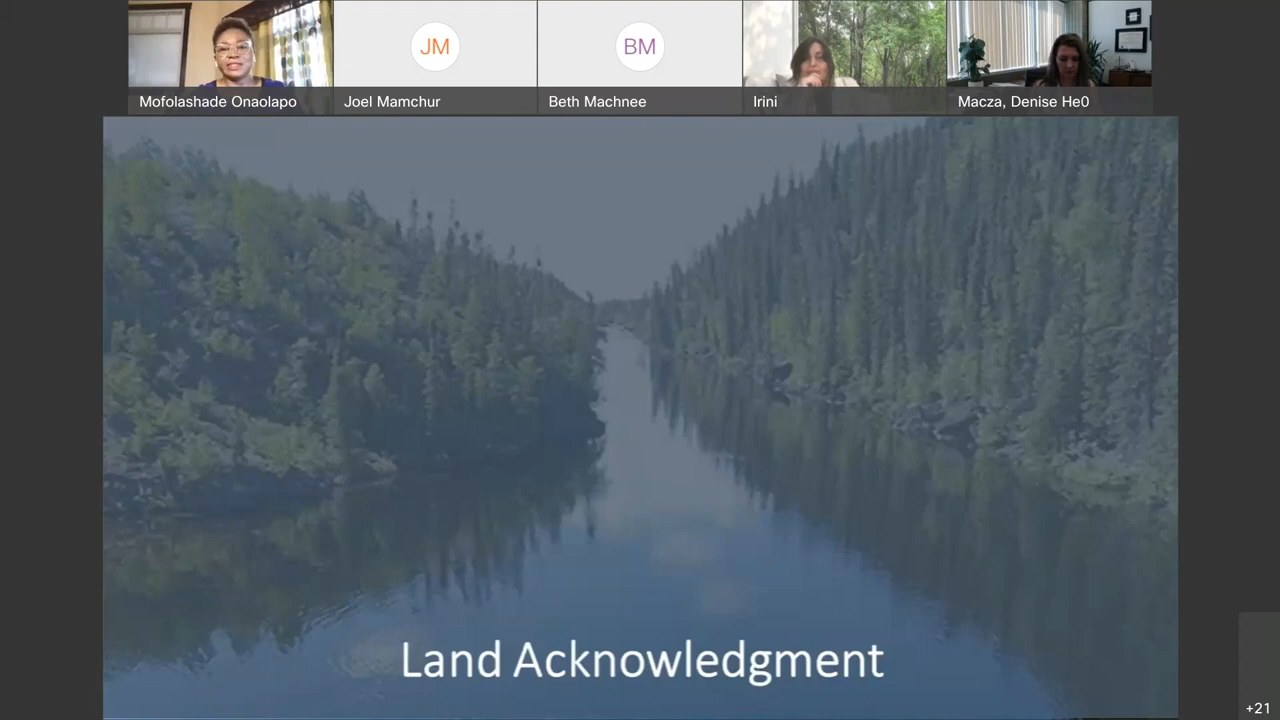 JM
BM
Mofolashade Onaolapo
Joel Mamchur
Beth Machnee
Irini
Macza, Denise He0
Land Acknowledgment
+21